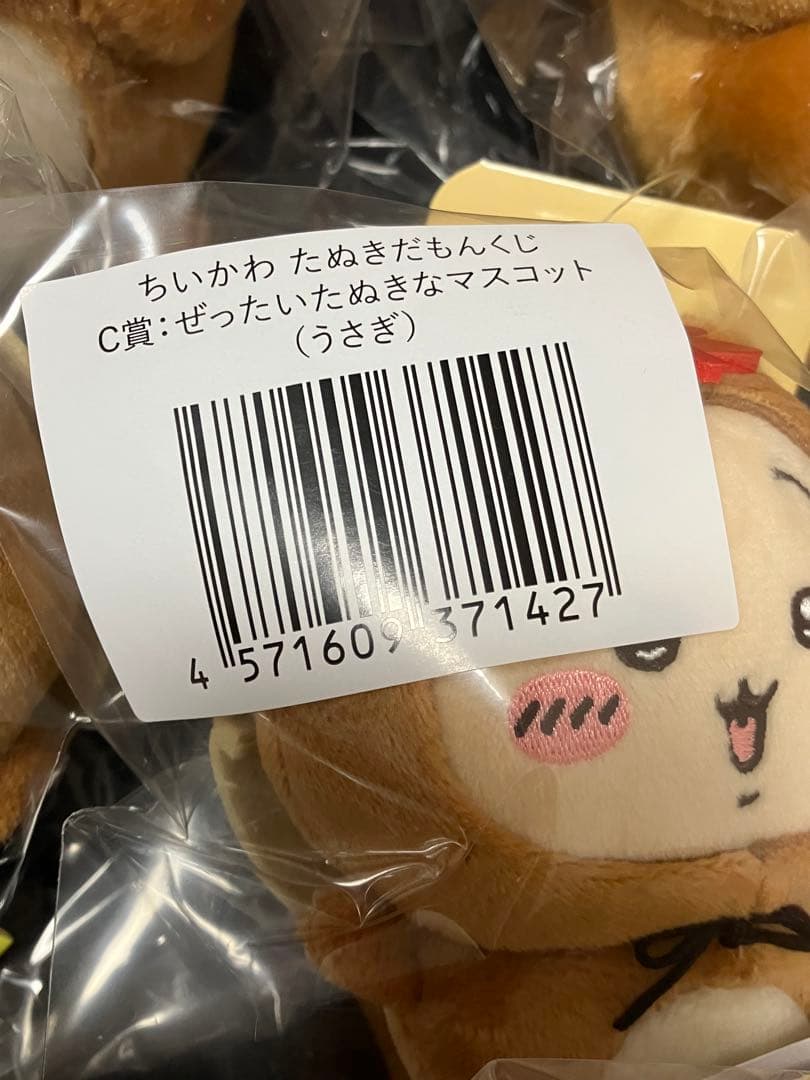 ちいかわ たぬきだもんくじ
C賞：ぜったいたぬきなマスコット
（うさぎ）
4 571609 371427